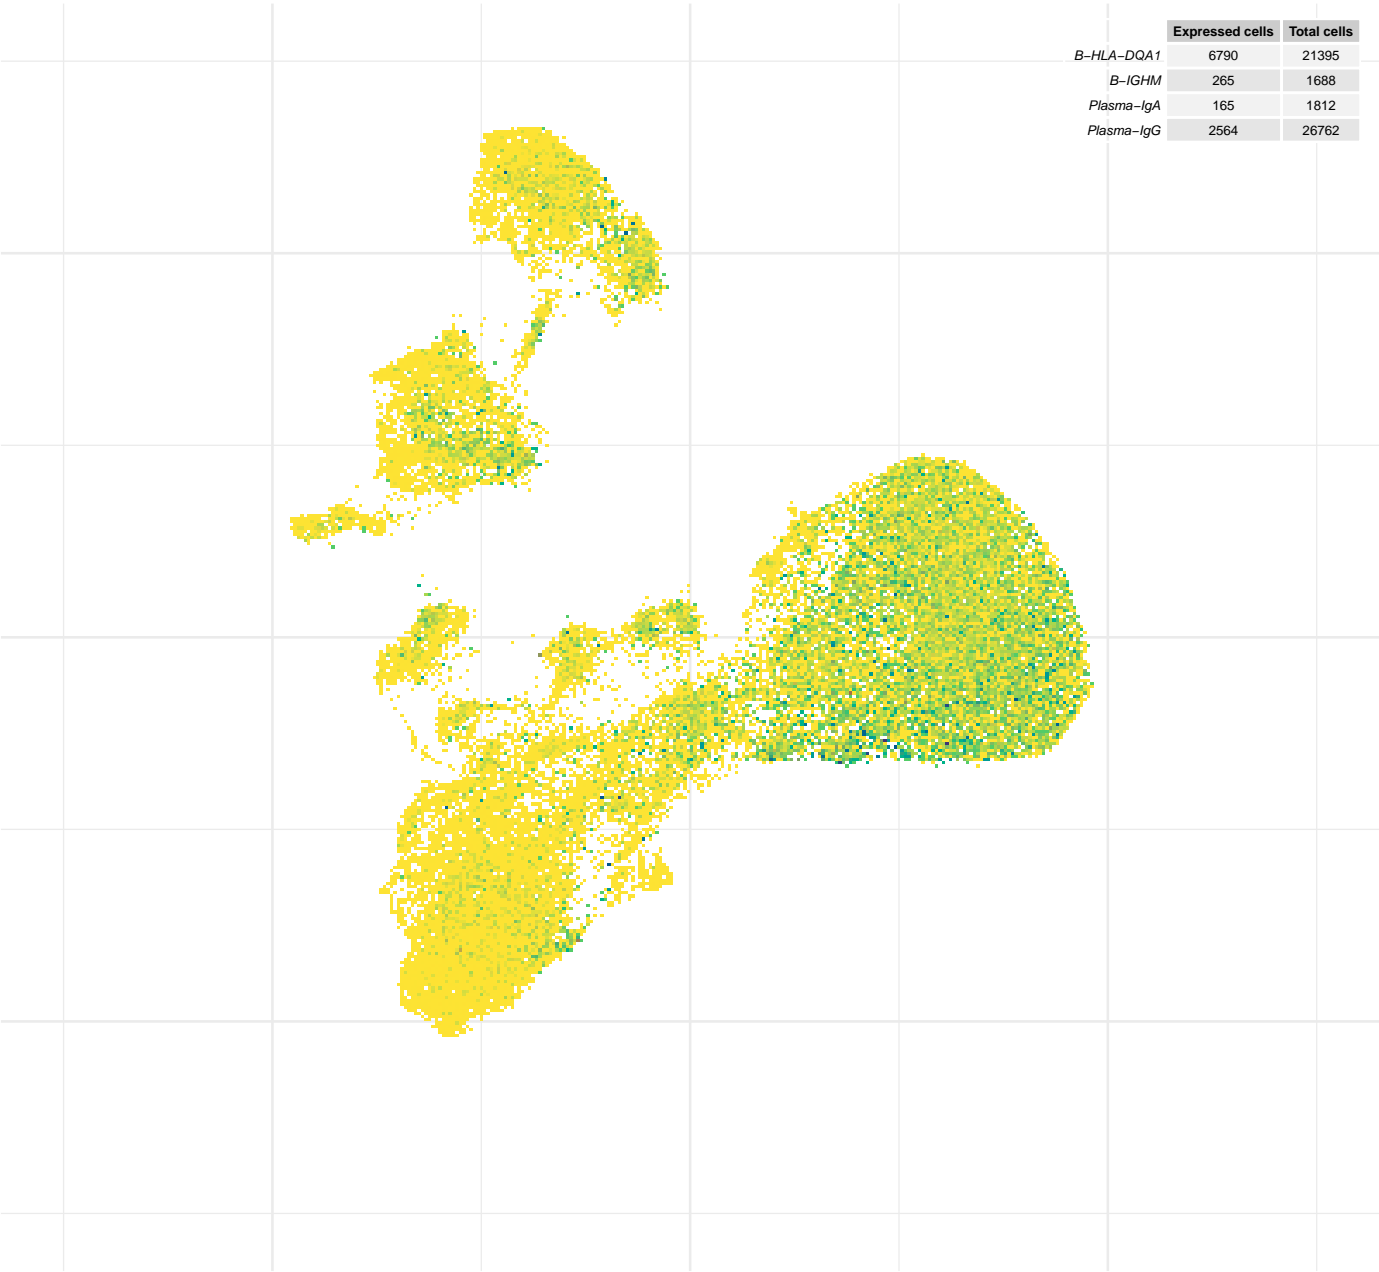 Expressed cells Total cells
B−HLA−DQA1 6790 21395
B−IGHM 265 1688
Plasma−IgA 165 1812
Plasma−IgG 2564 26762